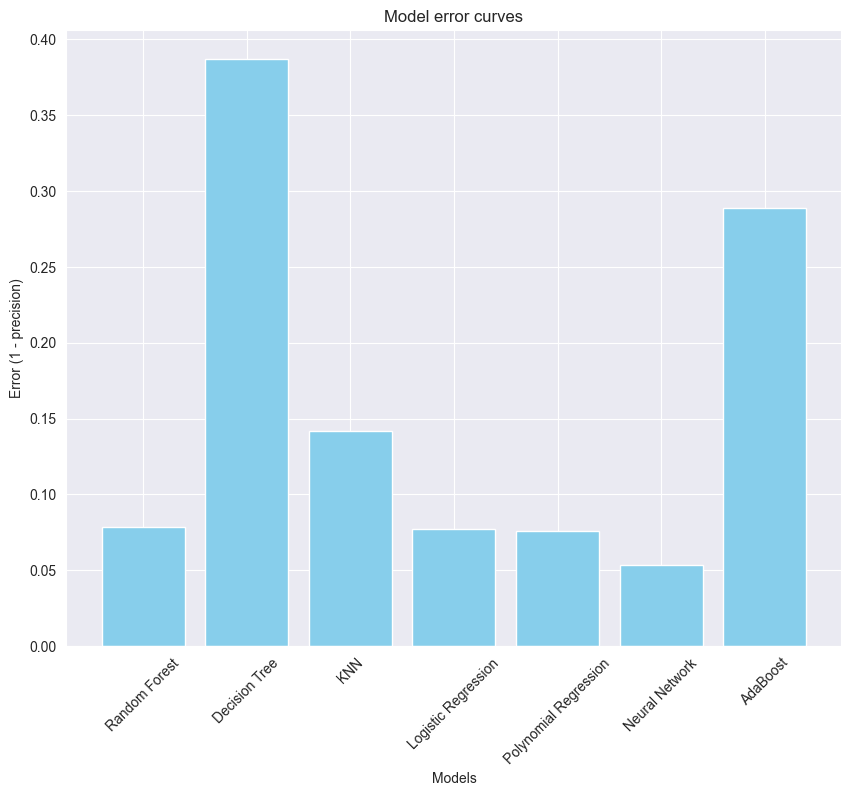 Model error curves
Error (1 - precision)
0.40
0.35
0.30
0.25
0.20
0.15
0.10
0.05
0.00
Random Forest
Decision Tree
KNN
Logistic Regression
Polynomial Regression
Neural Network
AdaBoost
Models